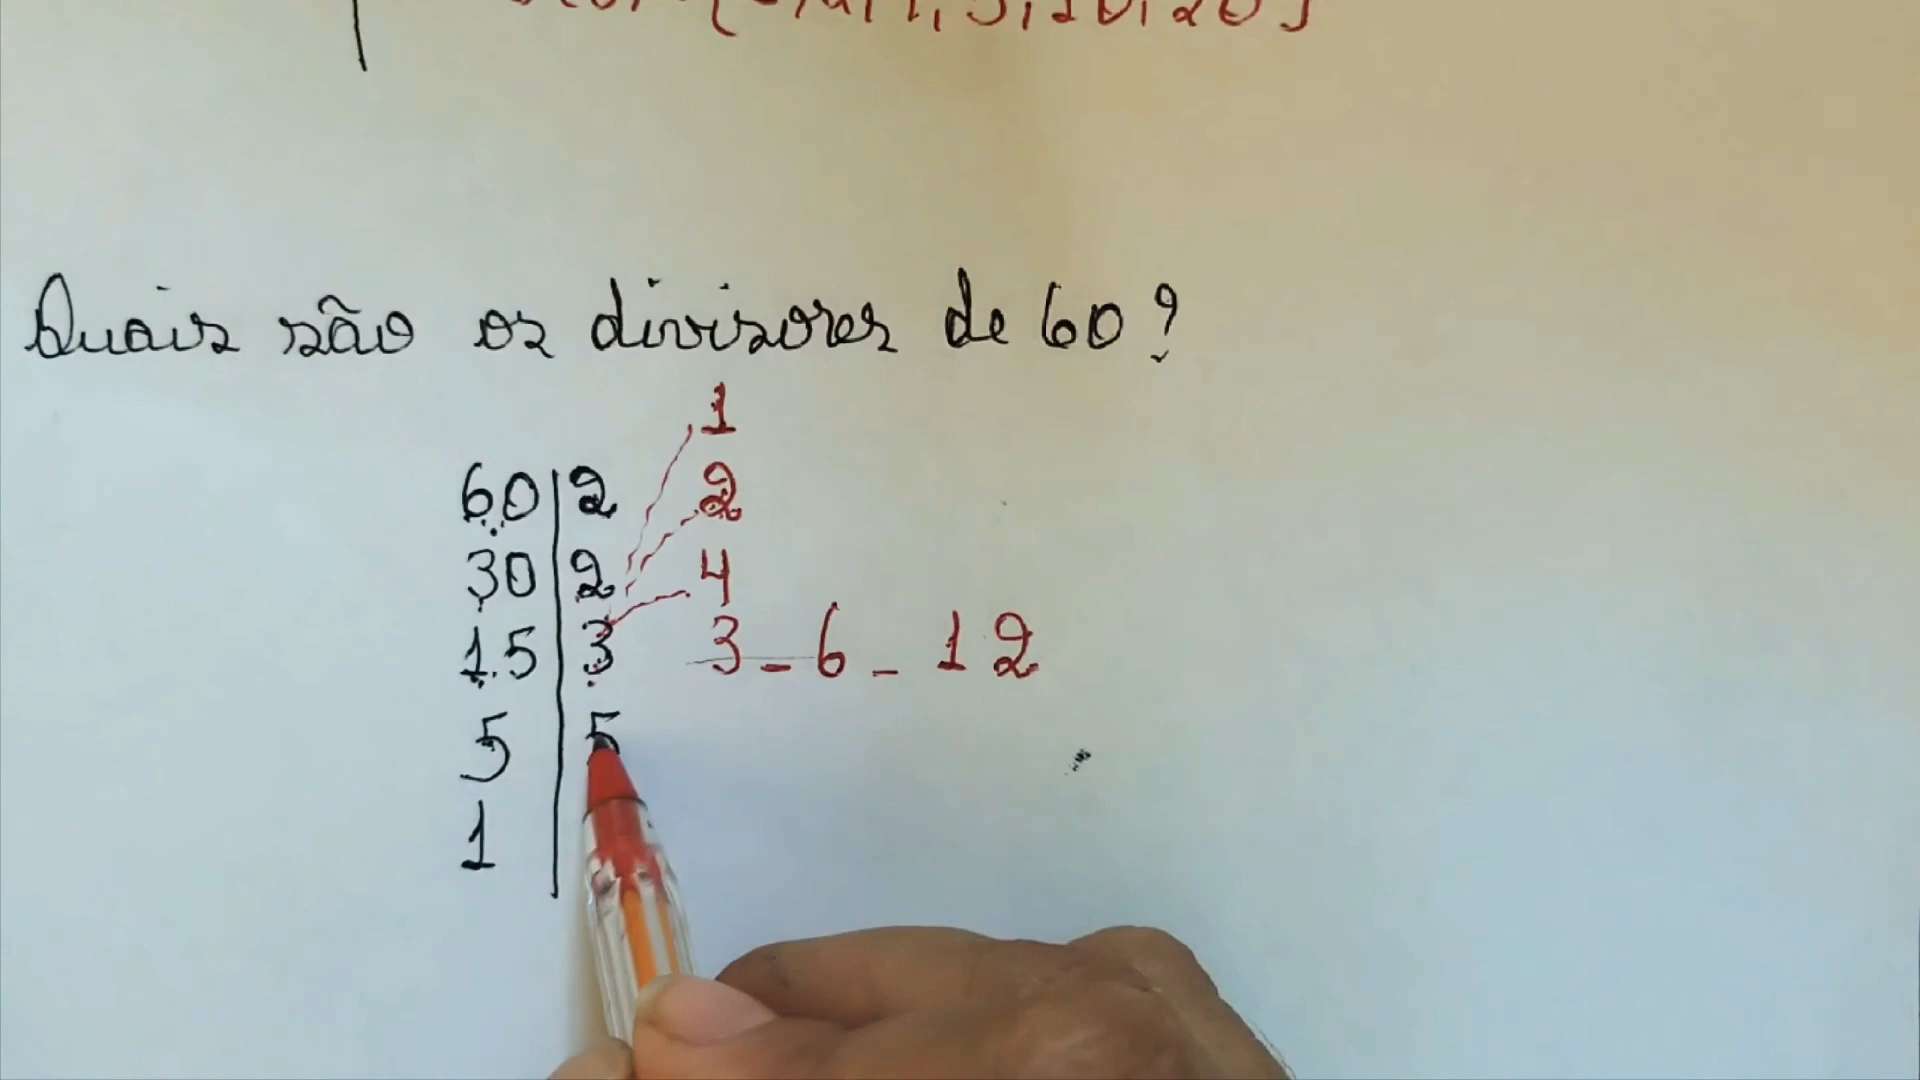 Quais são os divisores de 60?
1
60 2 2
30 2 4
15 3 3 - 6 - 12
5 5
1